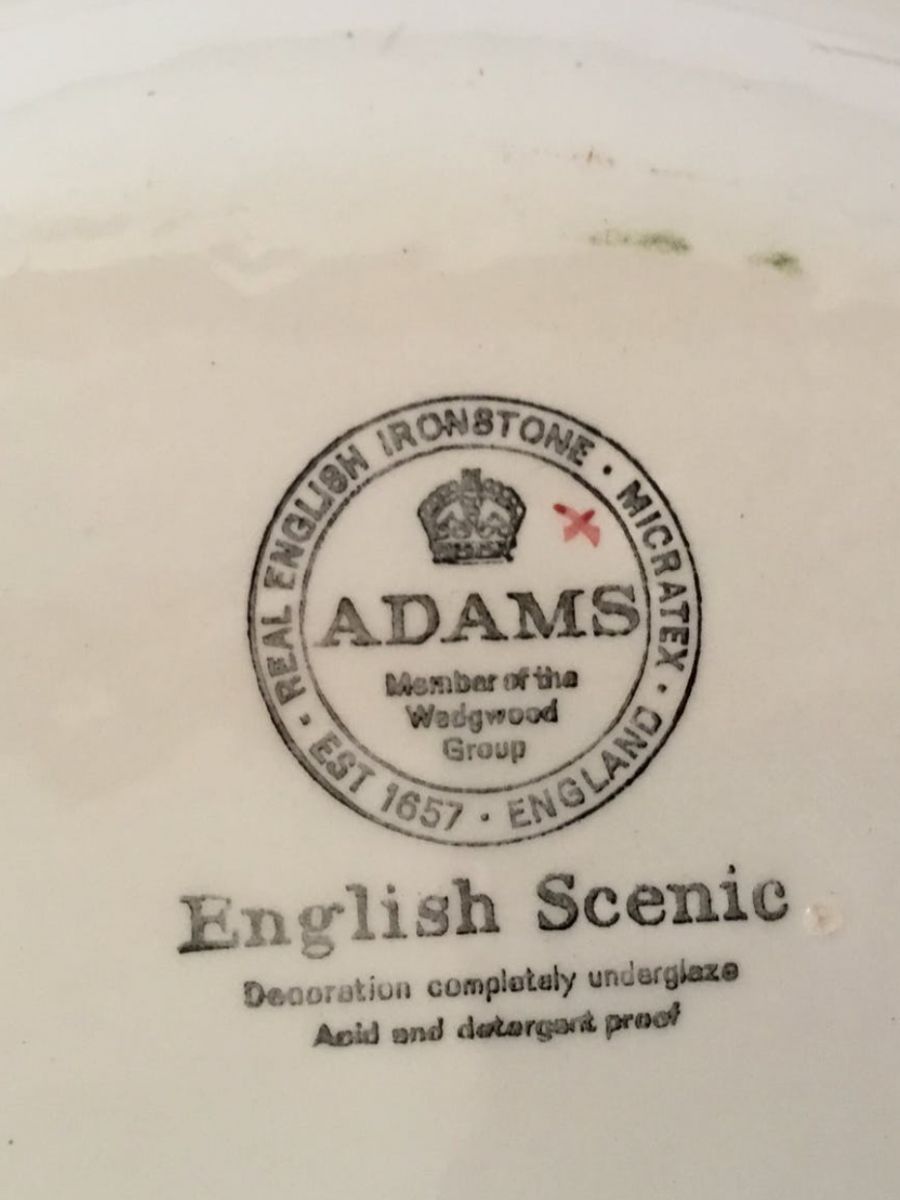 REAL ENGLISH IRONSTONE · MICRATEX ·
ADAMS
Member of the
Wedgwood
Group
EST 1657 · ENGLAND ·
English Scenic
Decoration completely underglaze
Acid and detergent proof